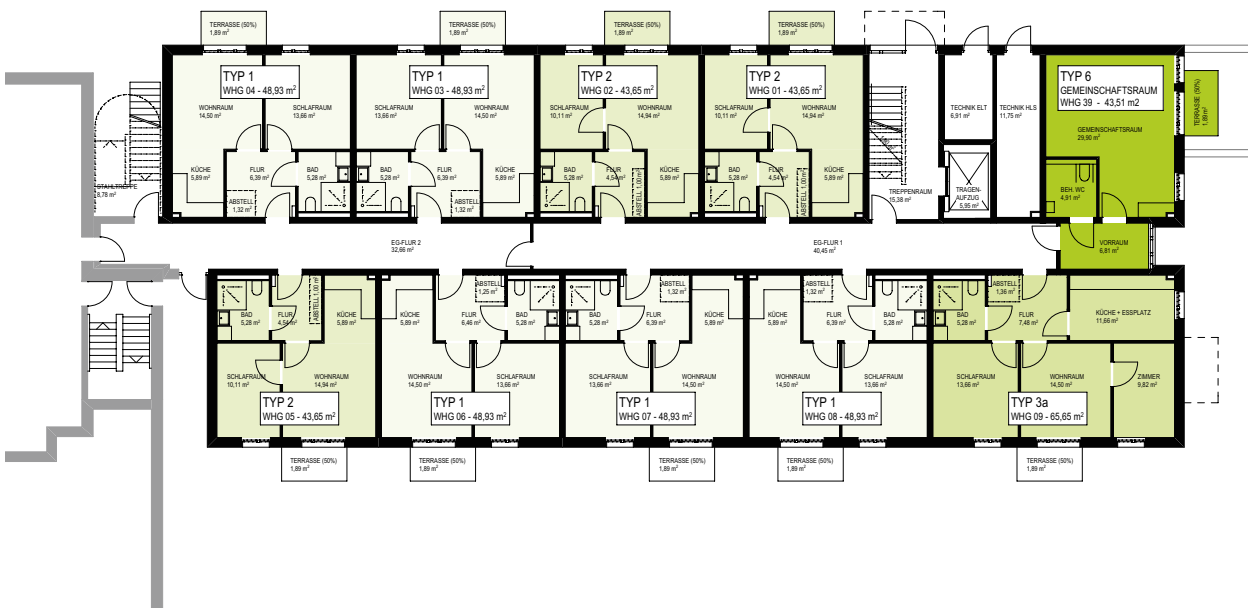 TERRASSE (50%)
1,89 m²
TERRASSE (50%)
1,89 m²
TERRASSE (50%)
1,89 m²
TERRASSE (50%)
1,89 m²
TYP 1
WHG 04 - 48,93 m²
WOHNRAUM
14,50 m²
SCHLAFRAUM
13,66 m²
KÜCHE
5,89 m²
FLUR
6,39 m²
BAD
5,28 m²
ABSTELL
1,32 m²
TYP 1
WHG 03 - 48,93 m²
SCHLAFRAUM
13,66 m²
WOHNRAUM
14,50 m²
BAD
5,28 m²
FLUR
6,39 m²
KÜCHE
5,89 m²
ABSTELL
1,32 m²
TYP 2
WHG 02 - 43,65 m²
SCHLAFRAUM
10,11 m²
WOHNRAUM
14,94 m²
BAD
5,28 m²
FLUR
4,54 m²
KÜCHE
5,89 m²
ABSTELL 1,00 m²
TYP 2
WHG 01 - 43,65 m²
SCHLAFRAUM
10,11 m²
WOHNRAUM
14,94 m²
BAD
5,28 m²
FLUR
4,54 m²
KÜCHE
5,89 m²
ABSTELL 1,00 m²
STAHLTREPPE
8,78 m²
TREPPENRAUM
15,38 m²
TECHNIK ELT
6,91 m²
TECHNIK HLS
11,75 m²
TRAGEN-
AUFZUG
5,95 m²
TYP 6
GEMEINSCHAFTSRAUM
WHG 39 - 43,51 m2
GEMEINSCHAFTSRAUM
29,90 m²
TERRASSE (50%)
1,89 m²
BEH. WC
4,91 m²
VORRAUM
6,81 m²
EG-FLUR 2
32,66 m²
EG-FLUR 1
40,45 m²
BAD
5,28 m²
FLUR
4,54 m²
ABSTELL 1,00 m²
KÜCHE
5,89 m²
SCHLAFRAUM
10,11 m²
WOHNRAUM
14,94 m²
TYP 2
WHG 05 - 43,65 m²
KÜCHE
5,89 m²
ABSTELL
1,25 m²
FLUR
6,46 m²
BAD
5,28 m²
WOHNRAUM
14,50 m²
SCHLAFRAUM
13,66 m²
TYP 1
WHG 06 - 48,93 m²
BAD
5,28 m²
FLUR
6,39 m²
ABSTELL
1,32 m²
KÜCHE
5,89 m²
SCHLAFRAUM
13,66 m²
WOHNRAUM
14,50 m²
TYP 1
WHG 07 - 48,93 m²
KÜCHE
5,89 m²
ABSTELL
1,32 m²
FLUR
6,39 m²
BAD
5,28 m²
WOHNRAUM
14,50 m²
SCHLAFRAUM
13,66 m²
TYP 1
WHG 08 - 48,93 m²
BAD
5,28 m²
ABSTELL
1,36 m²
FLUR
7,48 m²
KÜCHE + ESSPLATZ
11,66 m²
SCHLAFRAUM
13,66 m²
WOHNRAUM
14,50 m²
ZIMMER
9,82 m²
TYP 3a
WHG 09 - 65,65 m²
TERRASSE (50%)
1,89 m²
TERRASSE (50%)
1,89 m²
TERRASSE (50%)
1,89 m²
TERRASSE (50%)
1,89 m²
TERRASSE (50%)
1,89 m²